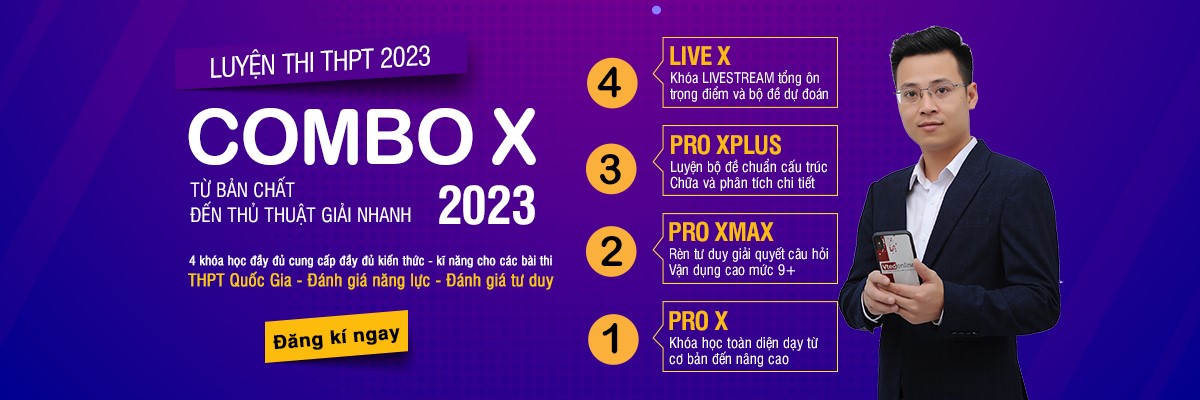 LUYỆN THI THPT 2023
COMBO X
TỪ BẢN CHẤT
ĐẾN THỦ THUẬT GIẢI NHANH
2023
4 khóa học đầy đủ cung cấp đầy đủ kiến thức - kĩ năng cho các bài thi
THPT Quốc Gia - Đánh giá năng lực - Đánh giá tư duy
Đăng kí ngay
4
LIVE X
Khóa LIVESTREAM tổng ôn
trọng điểm và bộ đề dự đoán
3
PRO XPLUS
Luyện bộ đề chuẩn cấu trúc
Chữa và phân tích chi tiết
2
PRO XMAX
Rèn tư duy giải quyết câu hỏi
Vận dụng cao mức 9+
1
PRO X
Khóa học toàn diện dạy từ
cơ bản đến nâng cao
Vted online